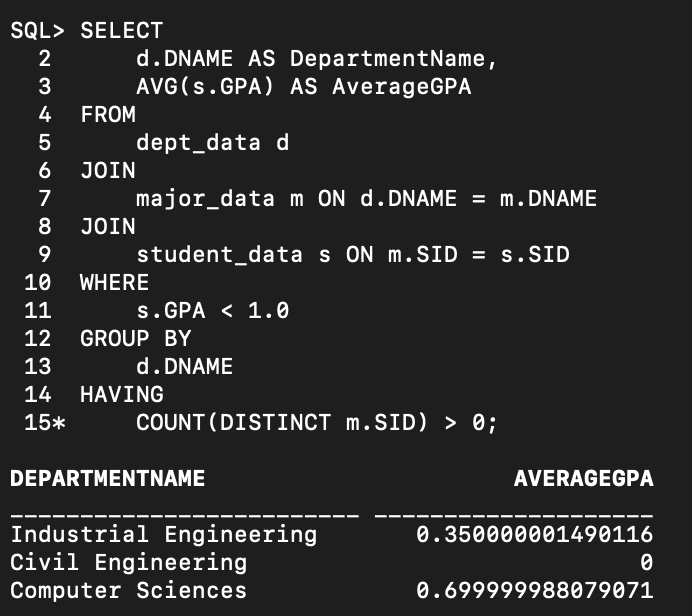 SQL> SELECT
2 d.DNAME AS DepartmentName,
3 AVG(s.GPA) AS AverageGPA
4 FROM
5 dept_data d
6 JOIN
7 major_data m ON d.DNAME = m.DNAME
8 JOIN
9 student_data s ON m.SID = s.SID
10 WHERE
11 s.GPA < 1.0
12 GROUP BY
13 d.DNAME
14 HAVING
15* COUNT(DISTINCT m.SID) > 0;
DEPARTMENTNAME AVERAGEGPA
_________________________ ____________________
Industrial Engineering 0.350000001490116
Civil Engineering 0
Computer Sciences 0.699999988079071